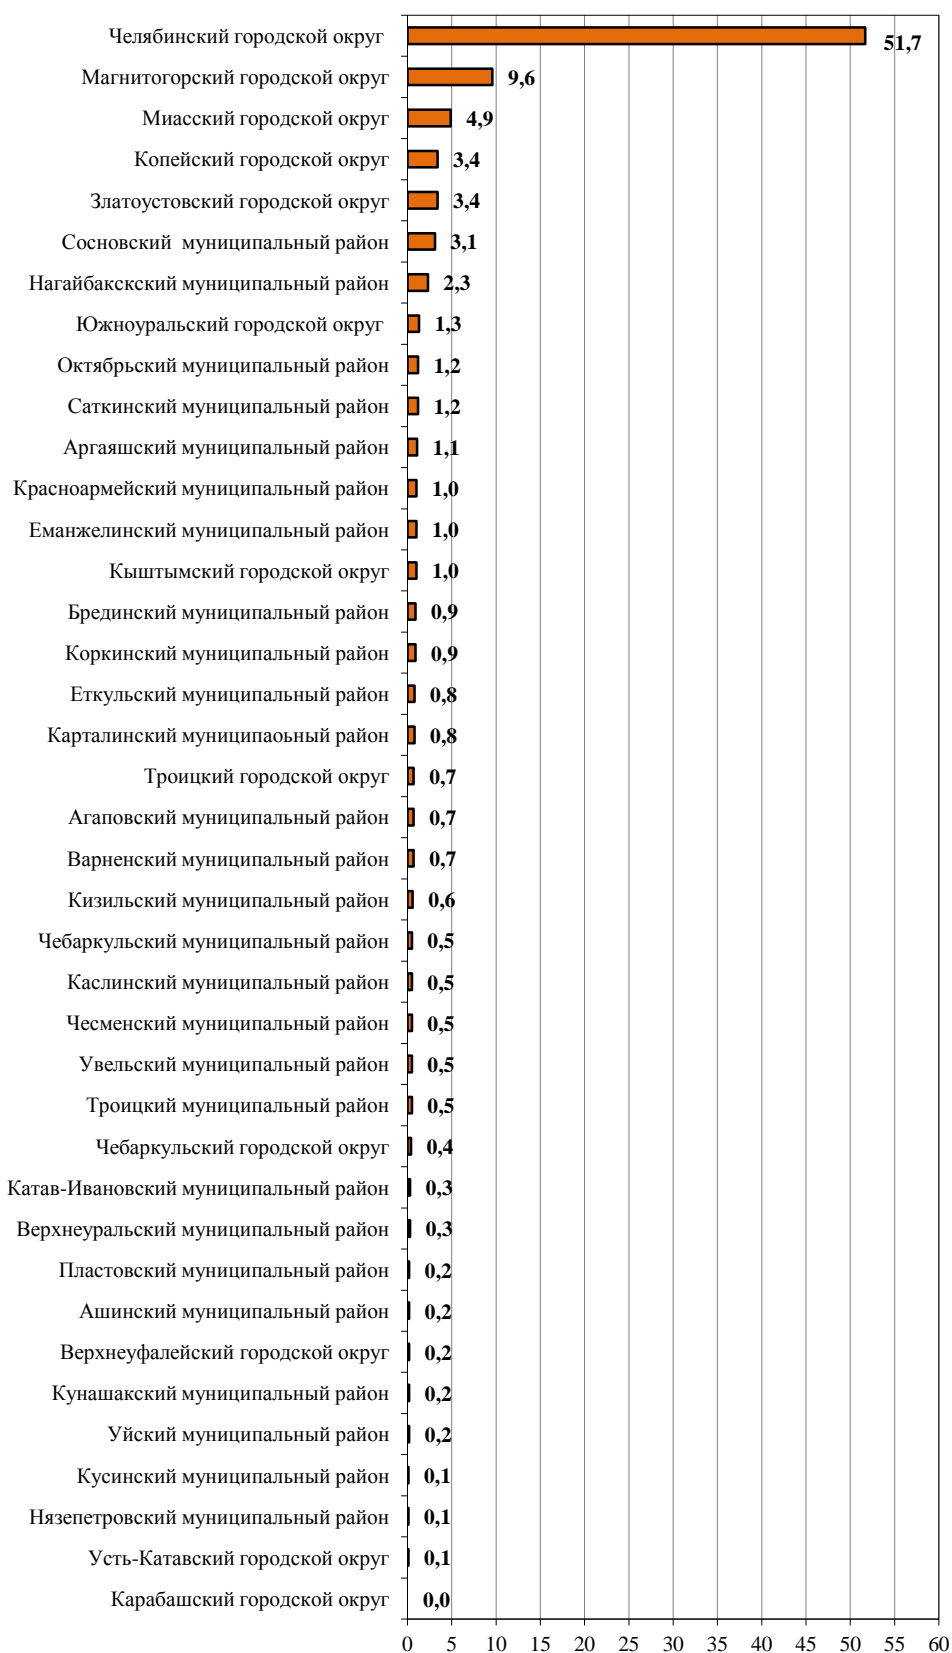 Челябинский городской округ 51,7
Магнитогорский городской округ 9,6
Миасский городской округ 4,9
Копейский городской округ 3,4
Златоустовский городской округ 3,4
Сосновский муниципальный район 3,1
Нагайбакскский муниципальный район 2,3
Южноуральский городской округ 1,3
Октябрьский муниципальный район 1,2
Саткинский муниципальный район 1,2
Аргаяшский муниципальный район 1,1
Красноармейский муниципальный район 1,0
Еманжелинский муниципальный район 1,0
Кыштымский городской округ 1,0
Брединский муниципальный район 0,9
Коркинский муниципальный район 0,9
Еткульский муниципальный район 0,8
Карталинский муниципаоьный район 0,8
Троицкий городской округ 0,7
Агаповский муниципальный район 0,7
Варненский муниципальный район 0,7
Кизильский муниципальный район 0,6
Чебаркульский муниципальный район 0,5
Каслинский муниципальный район 0,5
Чесменский муниципальный район 0,5
Увельский муниципальный район 0,5
Троицкий муниципальный район 0,5
Чебаркульский городской округ 0,4
Катав-Ивановский муниципальный район 0,3
Верхнеуральский муниципальный район 0,3
Пластовский муниципальный район 0,2
Ашинский муниципальный район 0,2
Верхнеуфалейский городской округ 0,2
Кунашакский муниципальный район 0,2
Уйский муниципальный район 0,2
Кусинский муниципальный район 0,1
Нязепетровский муниципальный район 0,1
Усть-Катавский городской округ 0,1
Карабашский городской округ 0,0
0 5 10 15 20 25 30 35 40 45 50 55 60